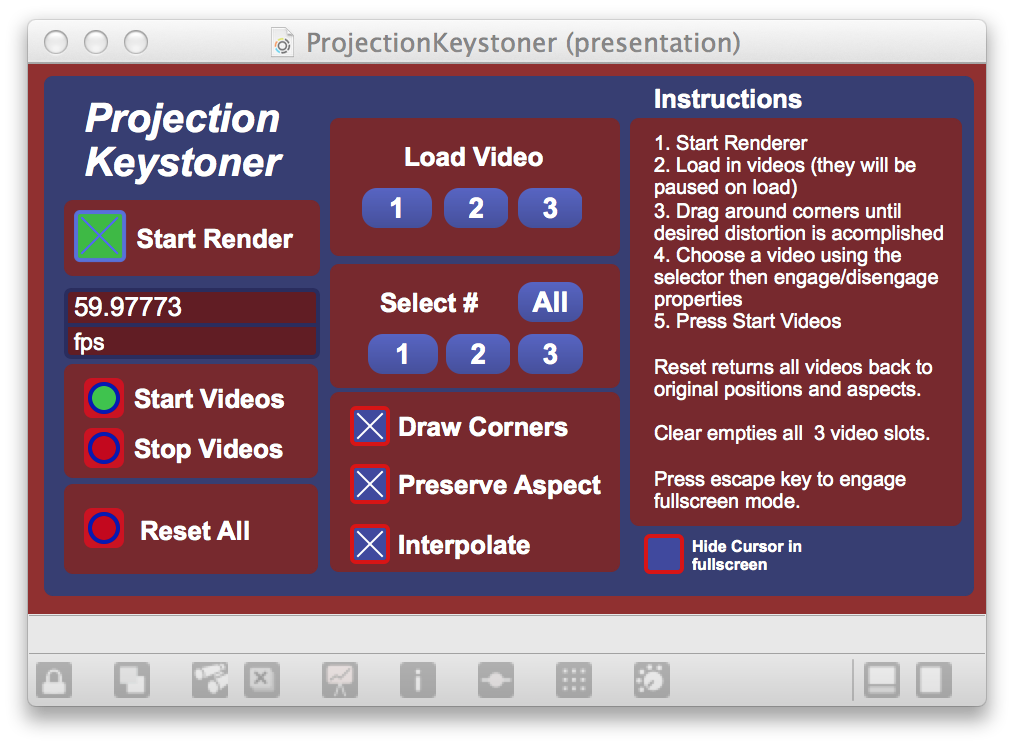 ProjectionKeystoner (presentation)
Projection
Keystoner
Start Render
59.97773
fps
Start Videos
Stop Videos
Reset All
Load Video
1 2 3
Select # All
1 2 3
Draw Corners
Preserve Aspect
Interpolate
Instructions
1. Start Renderer
2. Load in videos (they will be
paused on load)
3. Drag around corners until
desired distortion is acomplished
4. Choose a video using the
selector then engage/disengage
properties
5. Press Start Videos
Reset returns all videos back to
original positions and aspects.
Clear empties all  3 video slots.
Press escape key to engage
fullscreen mode.
Hide Cursor in
fullscreen